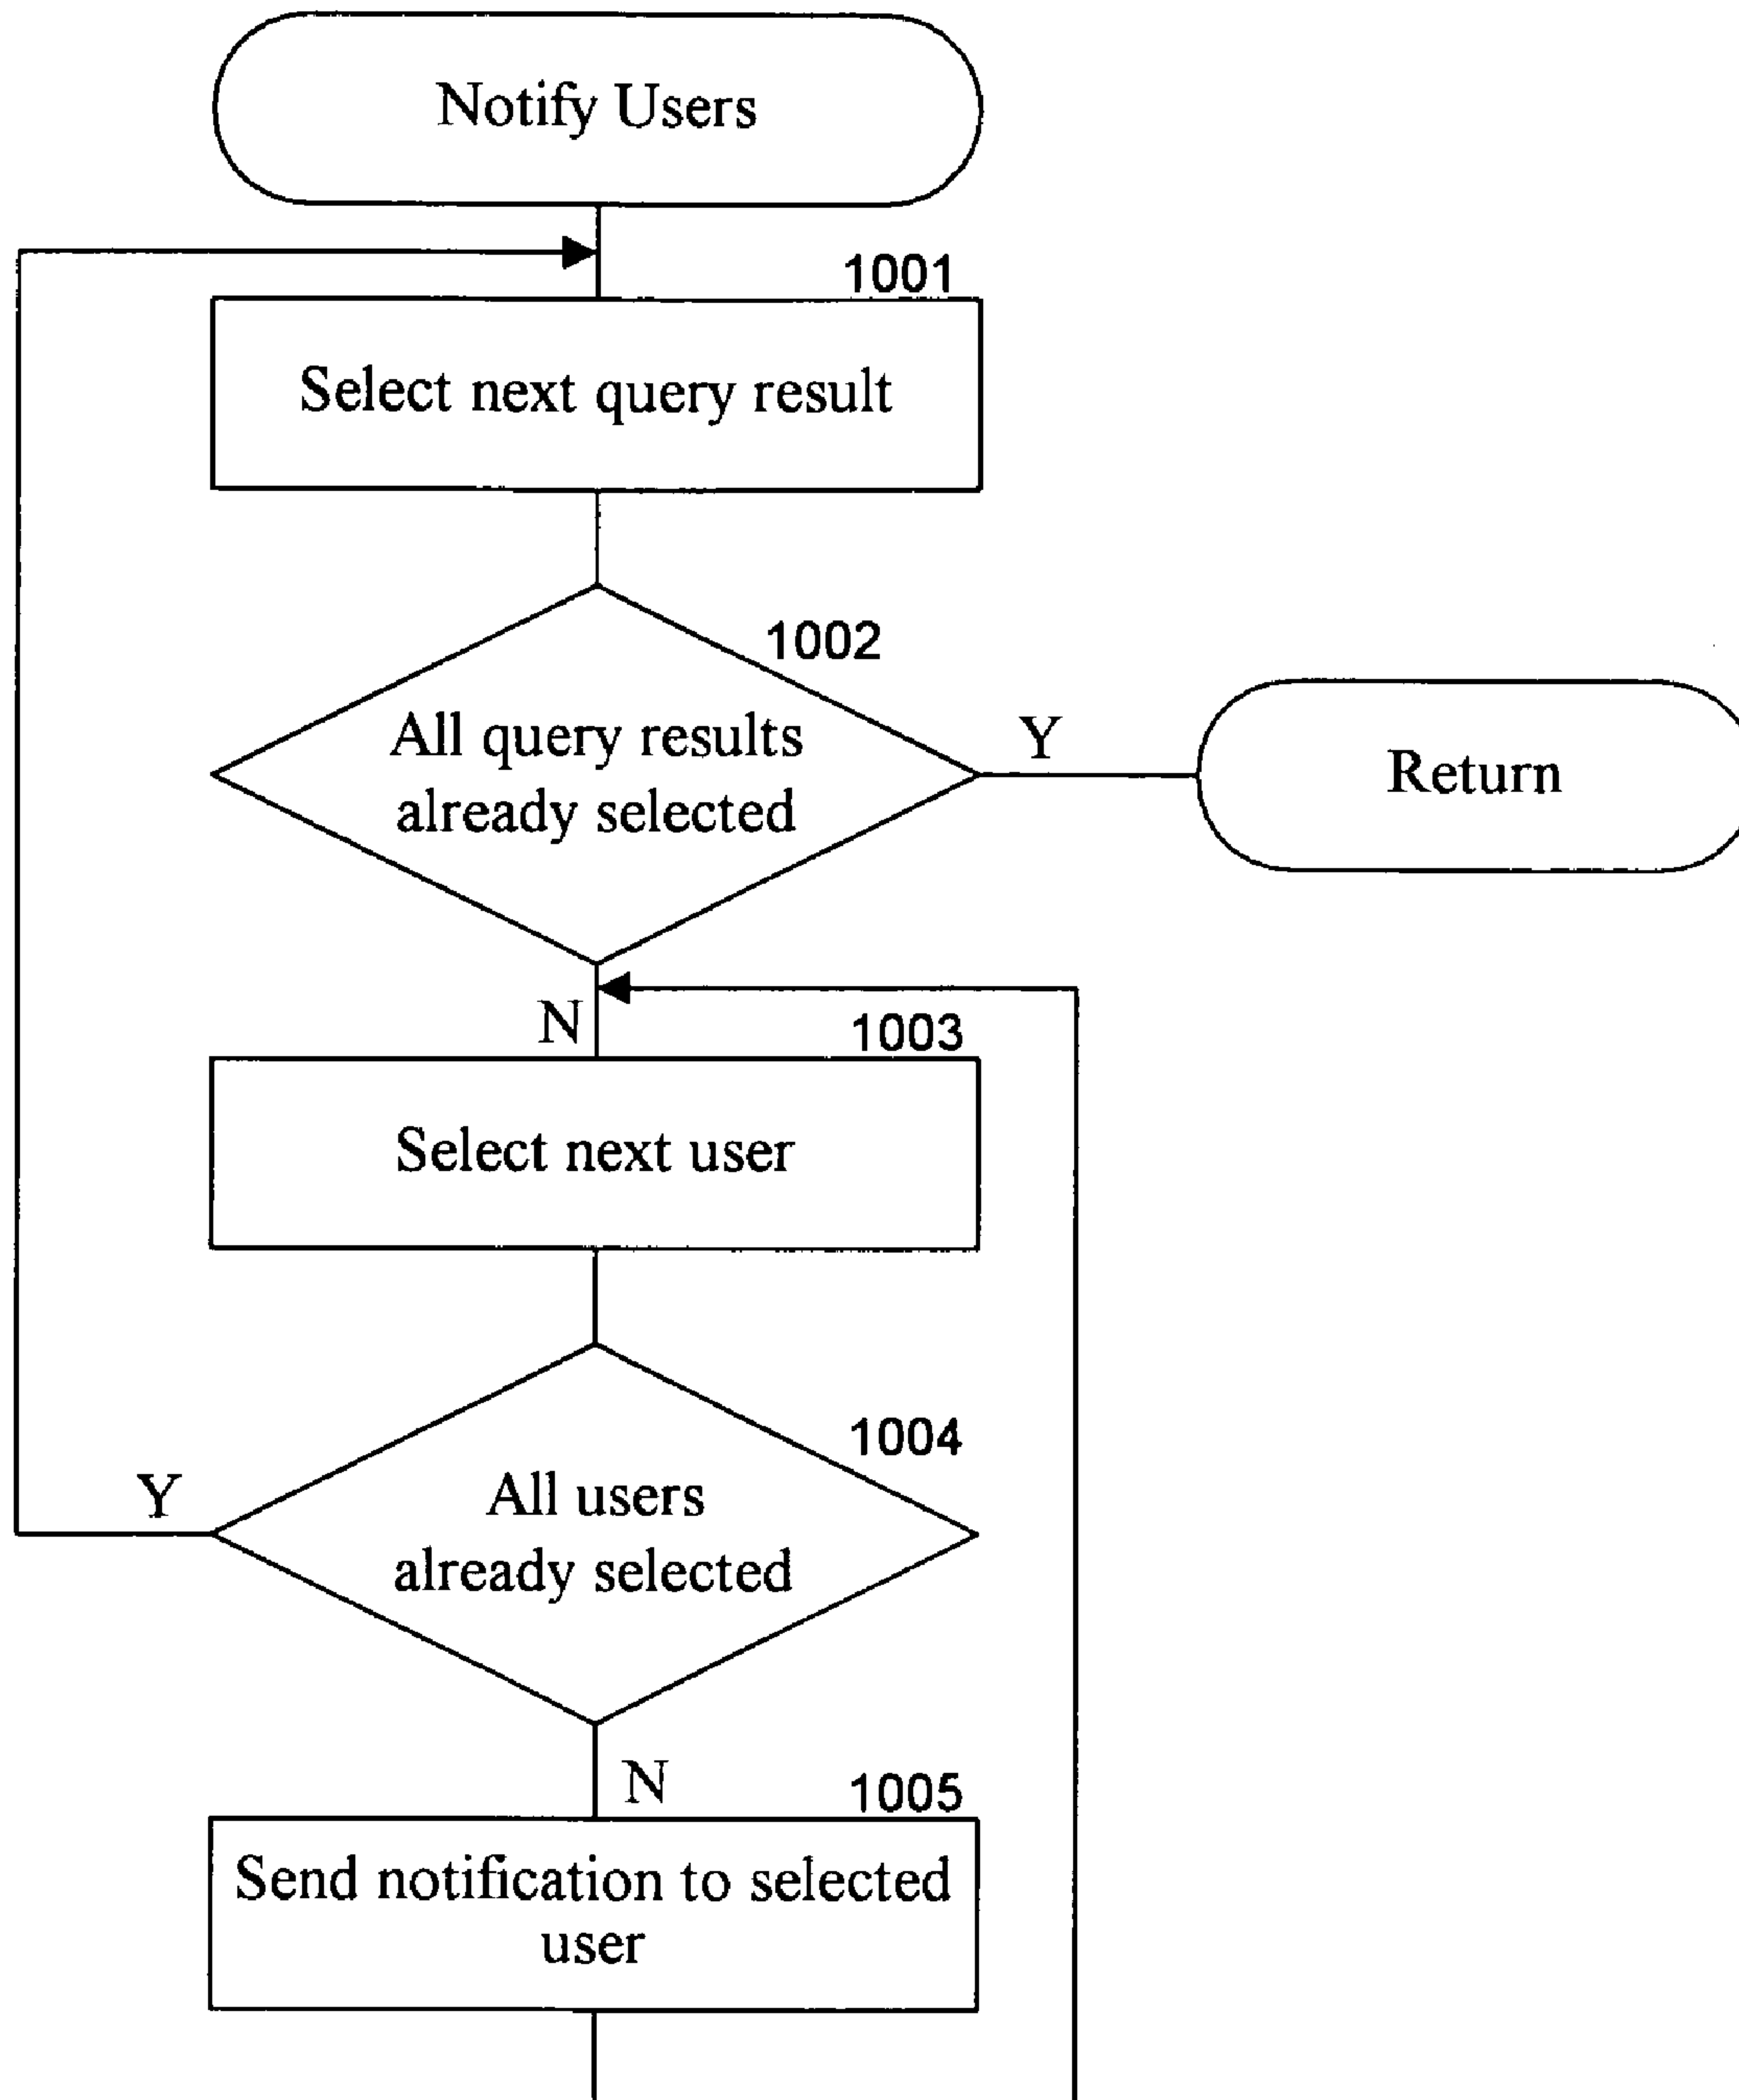 Notify Users
1001
Select next query result
1002
All query results
already selected
Y
Return
N
1003
Select next user
1004
All users
already selected
Y
N
1005
Send notification to selected
user